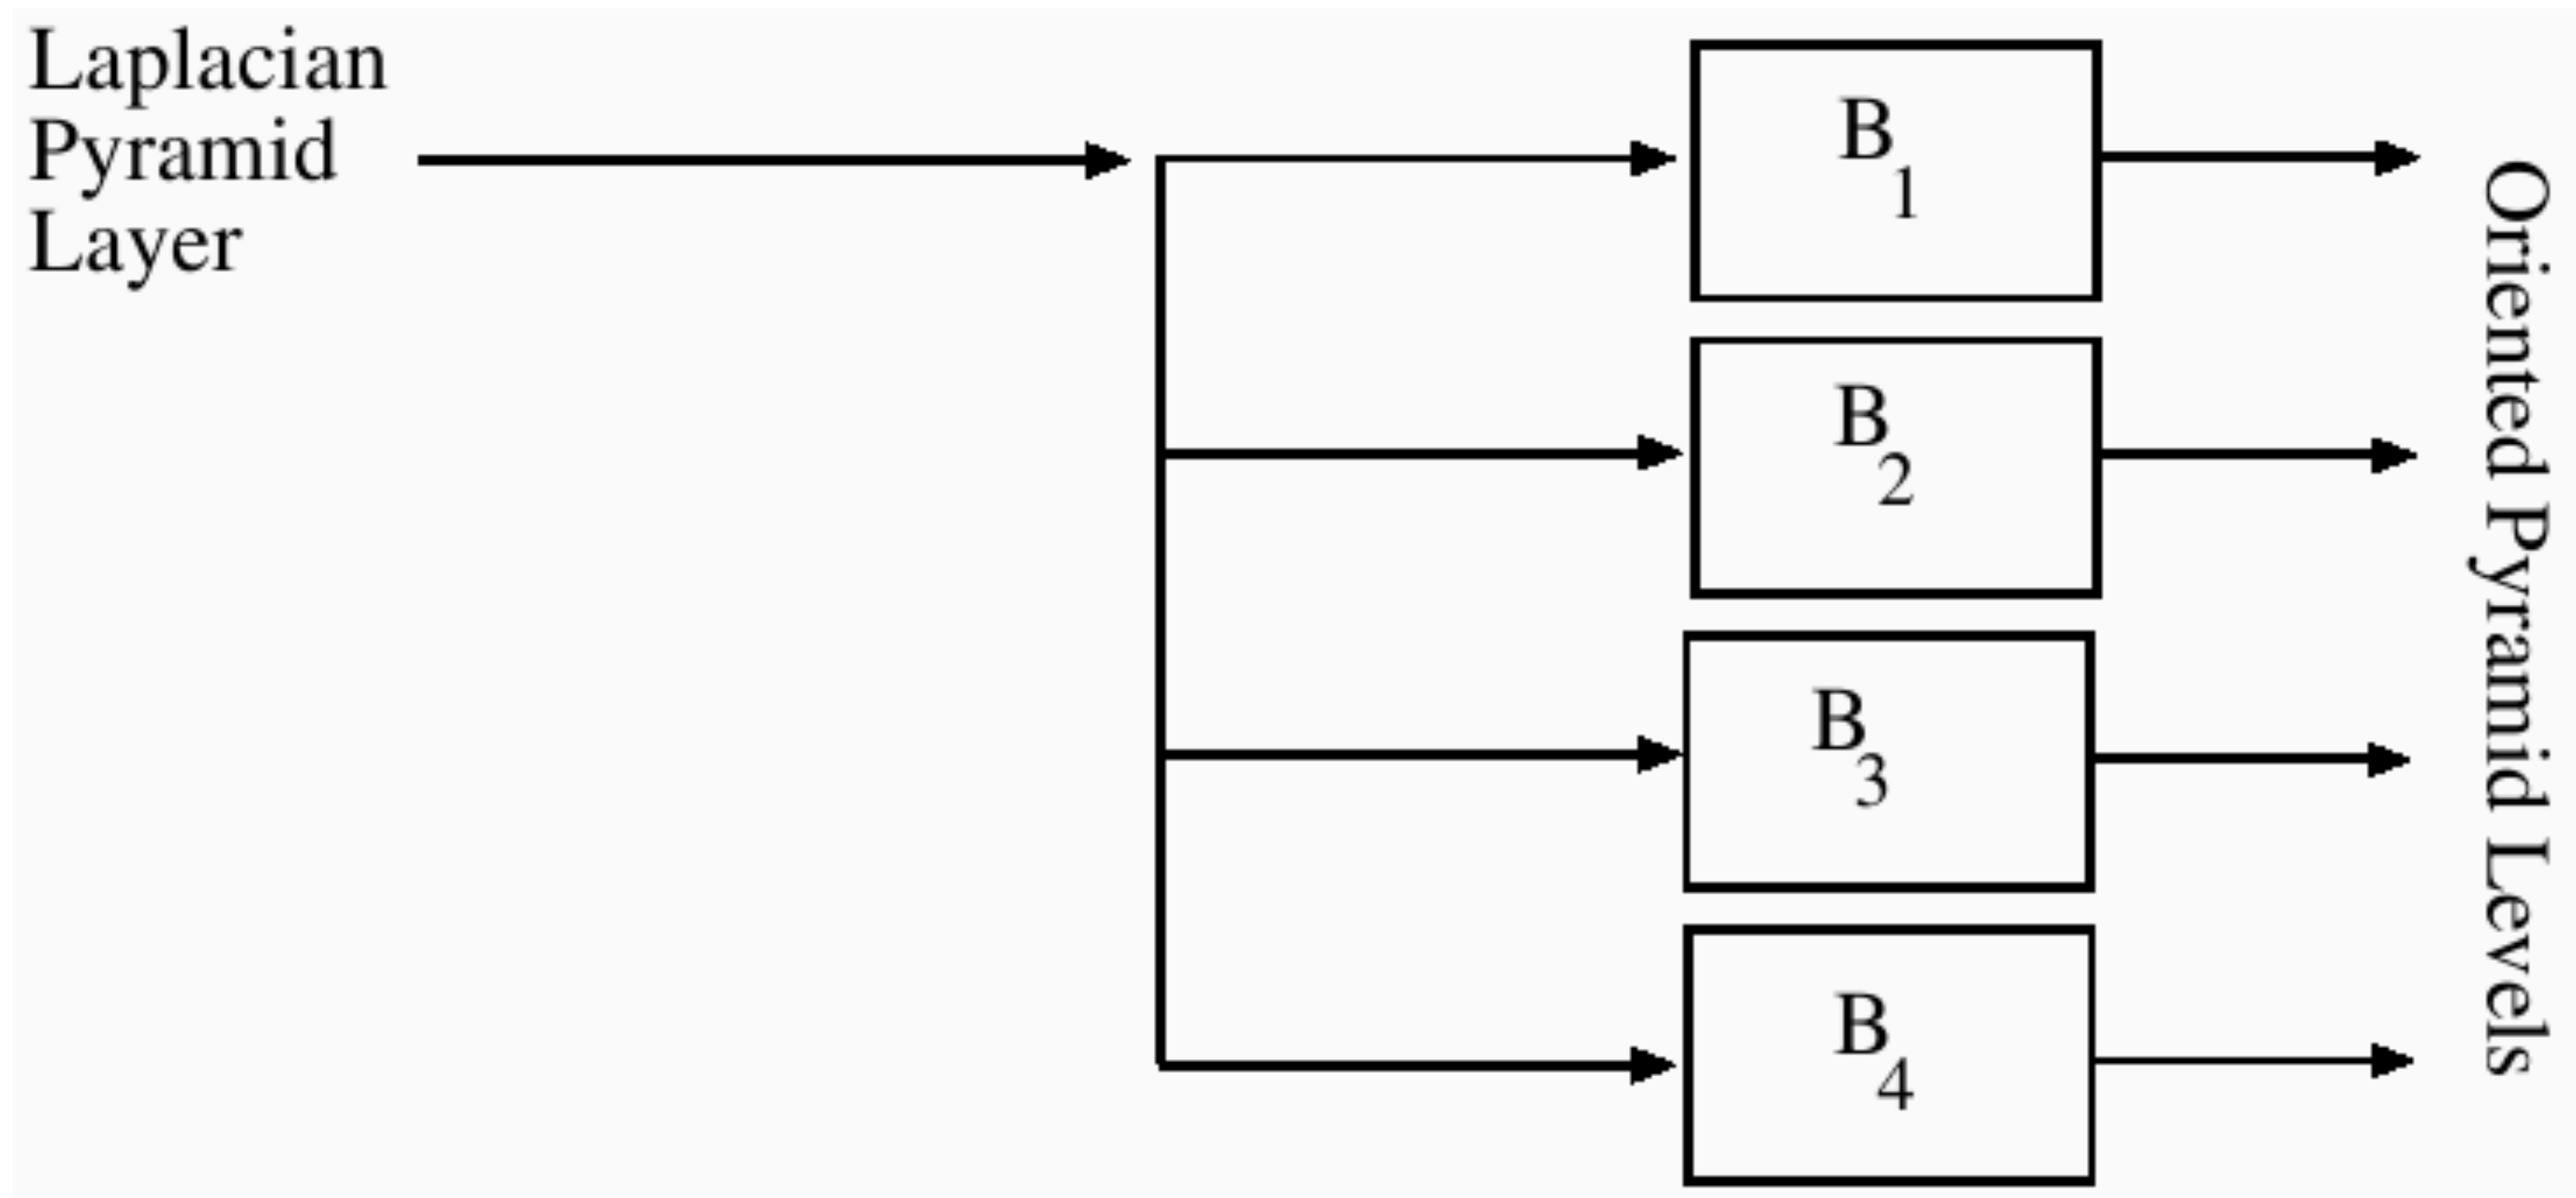 Laplacian
Pyramid
Layer
B1
B2
B3
B4
Oriented Pyramid Levels